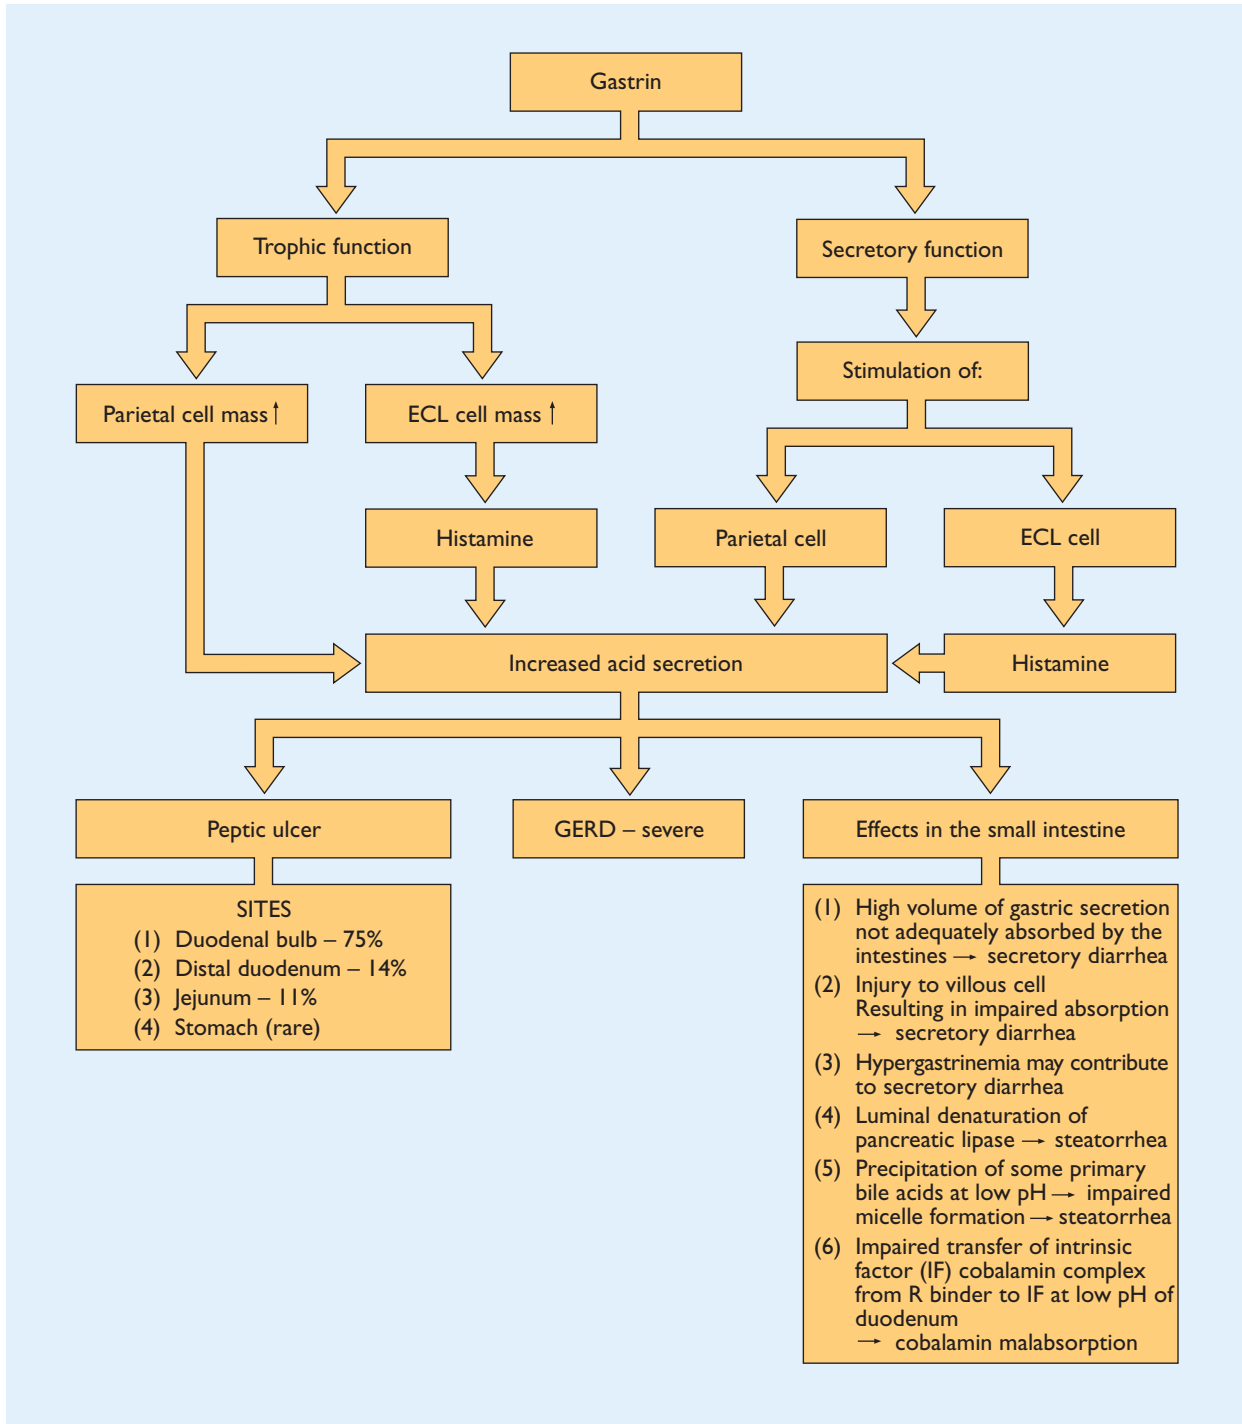 Gastrin
Trophic function
Secretory function
Stimulation of:
Parietal cell mass ↑
ECL cell mass ↑
Histamine
Parietal cell
ECL cell
Increased acid secretion
Histamine
Peptic ulcer
GERD – severe
Effects in the small intestine
SITES
(1) Duodenal bulb – 75%
(2) Distal duodenum – 14%
(3) Jejunum – 11%
(4) Stomach (rare)
(1) High volume of gastric secretion
not adequately absorbed by the
intestines → secretory diarrhea
(2) Injury to villous cell
Resulting in impaired absorption
→ secretory diarrhea
(3) Hypergastrinemia may contribute
to secretory diarrhea
(4) Luminal denaturation of
pancreatic lipase → steatorrhea
(5) Precipitation of some primary
bile acids at low pH → impaired
micelle formation → steatorrhea
(6) Impaired transfer of intrinsic
factor (IF) cobalamin complex
from R binder to IF at low pH of
duodenum
→ cobalamin malabsorption